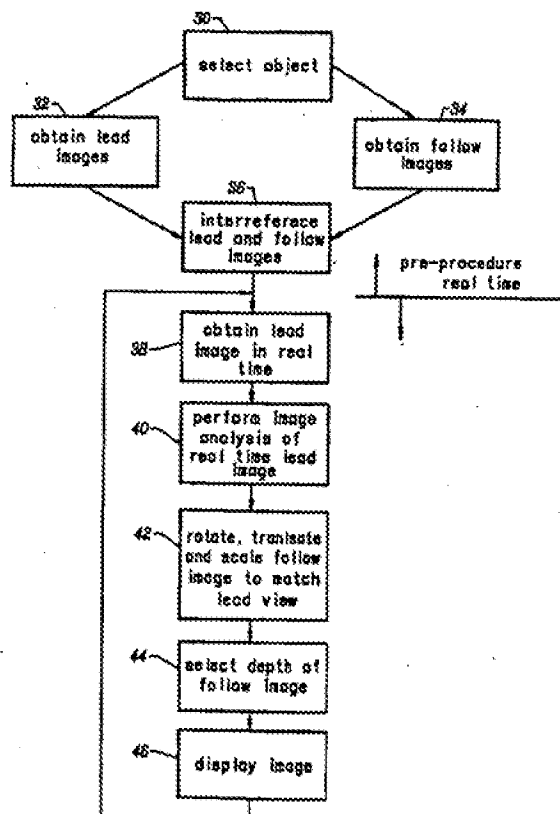 30
select object
32
obtain lead
images
34
obtain follow
images
36
interreferace
lead and follow
images
pre-procedure
real time
38
obtain lead
image in real
time
40
perform image
analysis of
real time lead
image
42
rotate, translate
and scale follow
image to match
lead view
44
select depth of
follow image
46
display image